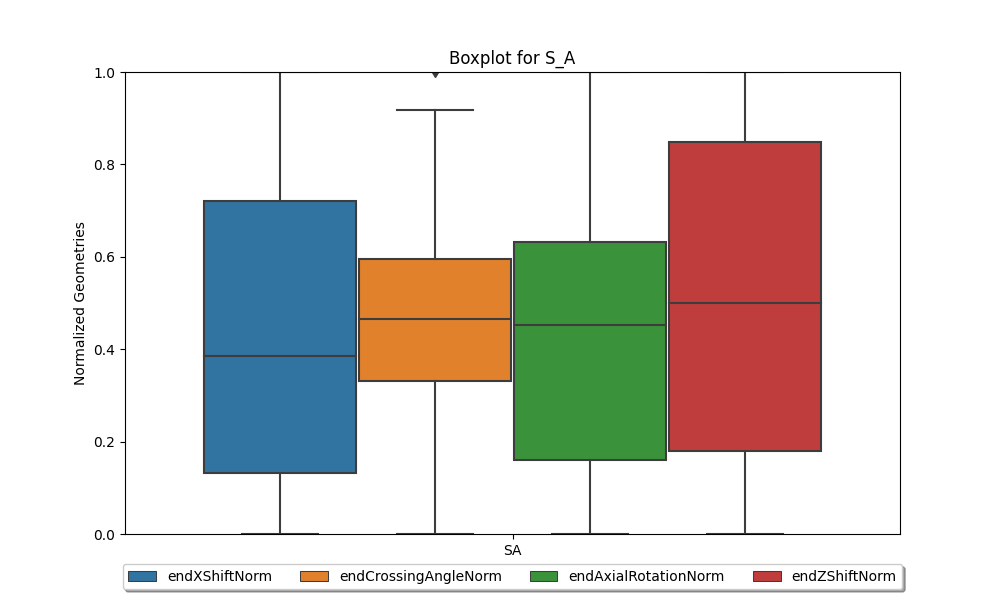 Boxplot for S_A
Normalized Geometries
1.0
0.8
0.6
0.4
0.2
0.0
SA
endXShiftNorm endCrossingAngleNorm endAxialRotationNorm endZShiftNorm